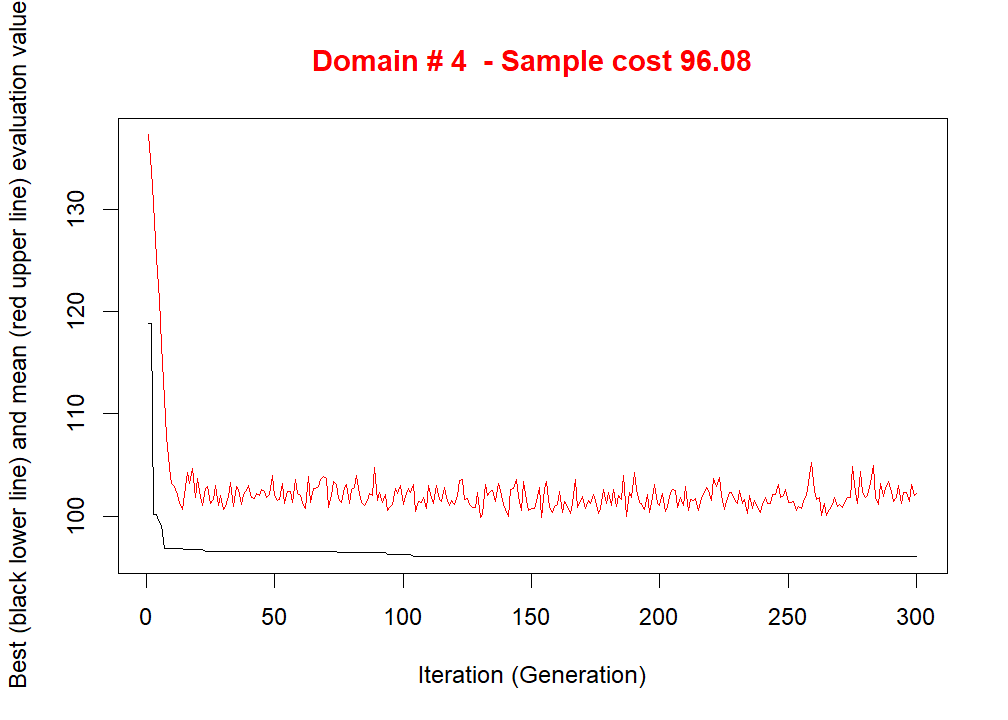 Domain # 4  - Sample cost 96.08
Best (black lower line) and mean (red upper line) evaluation value
130
120
110
100
0 50 100 150 200 250 300
Iteration (Generation)